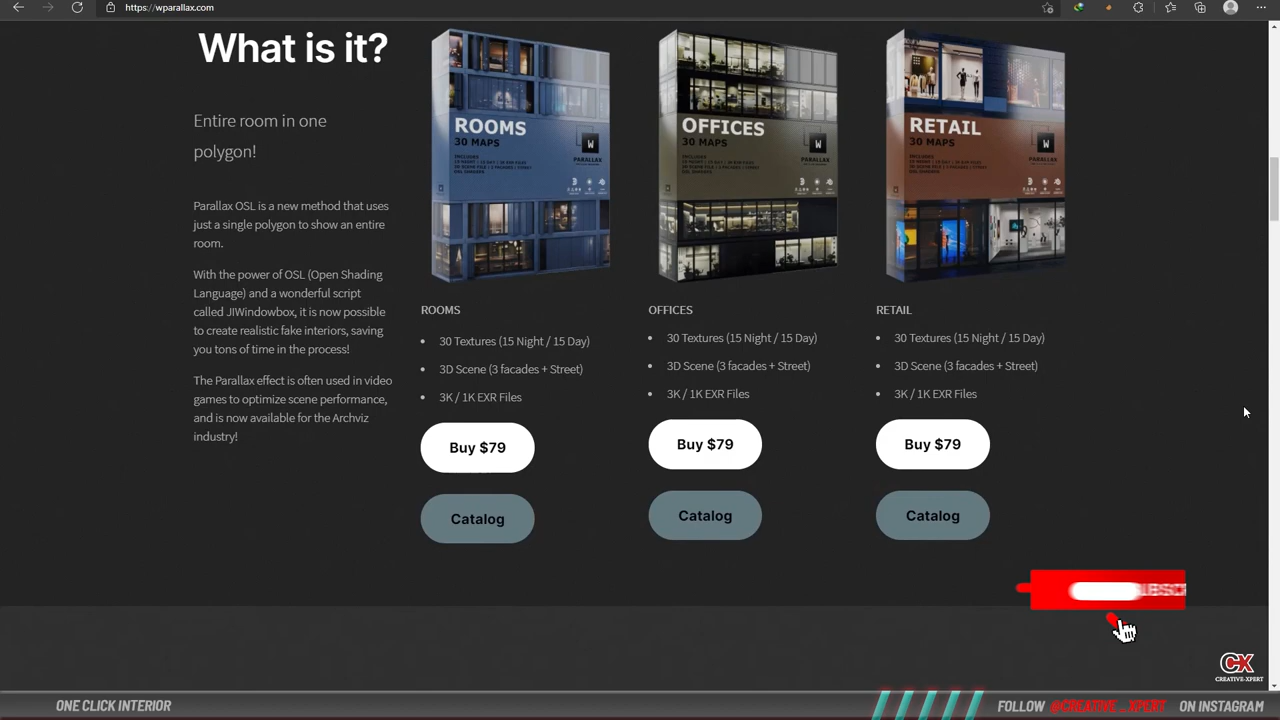 https://wparallax.com
What is it?
Entire room in one
polygon!
Parallax OSL is a new method that uses
just a single polygon to show an entire
room.
With the power of OSL (Open Shading
Language) and a wonderful script
called JIWindowbox, it is now possible
to create realistic fake interiors, saving
you tons of time in the process!
The Parallax effect is often used in video
games to optimize scene performance,
and is now available for the Archviz
industry!
ROOMS
30 MAPS
W
PARALLAX
ROOMS
• 30 Textures (15 Night / 15 Day)
• 3D Scene (3 facades + Street)
• 3K / 1K EXR Files
Buy $79
Catalog
OFFICES
30 MAPS
W
PARALLAX
OFFICES
• 30 Textures (15 Night / 15 Day)
• 3D Scene (3 facades + Street)
• 3K / 1K EXR Files
Buy $79
Catalog
RETAIL
30 MAPS
W
PARALLAX
RETAIL
• 30 Textures (15 Night / 15 Day)
• 3D Scene (3 facades + Street)
• 3K / 1K EXR Files
Buy $79
Catalog
CX
CREATIVE-XPERT
ONE CLICK INTERIOR
FOLLOW @CREATIVE_XPERT ON INSTAGRAM